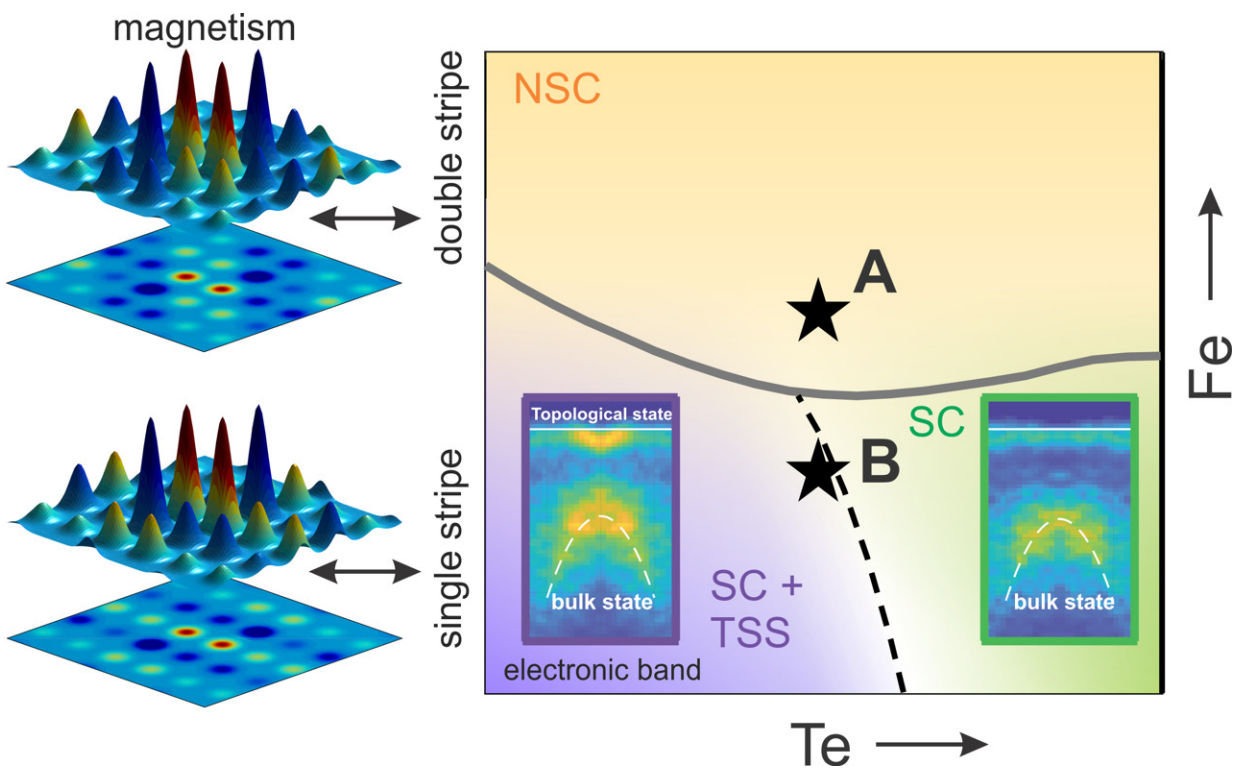 magnetism
double stripe
single stripe
NSC
A
Topological state
bulk state
SC
B
bulk state
SC +
TSS
electronic band
Te
Fe